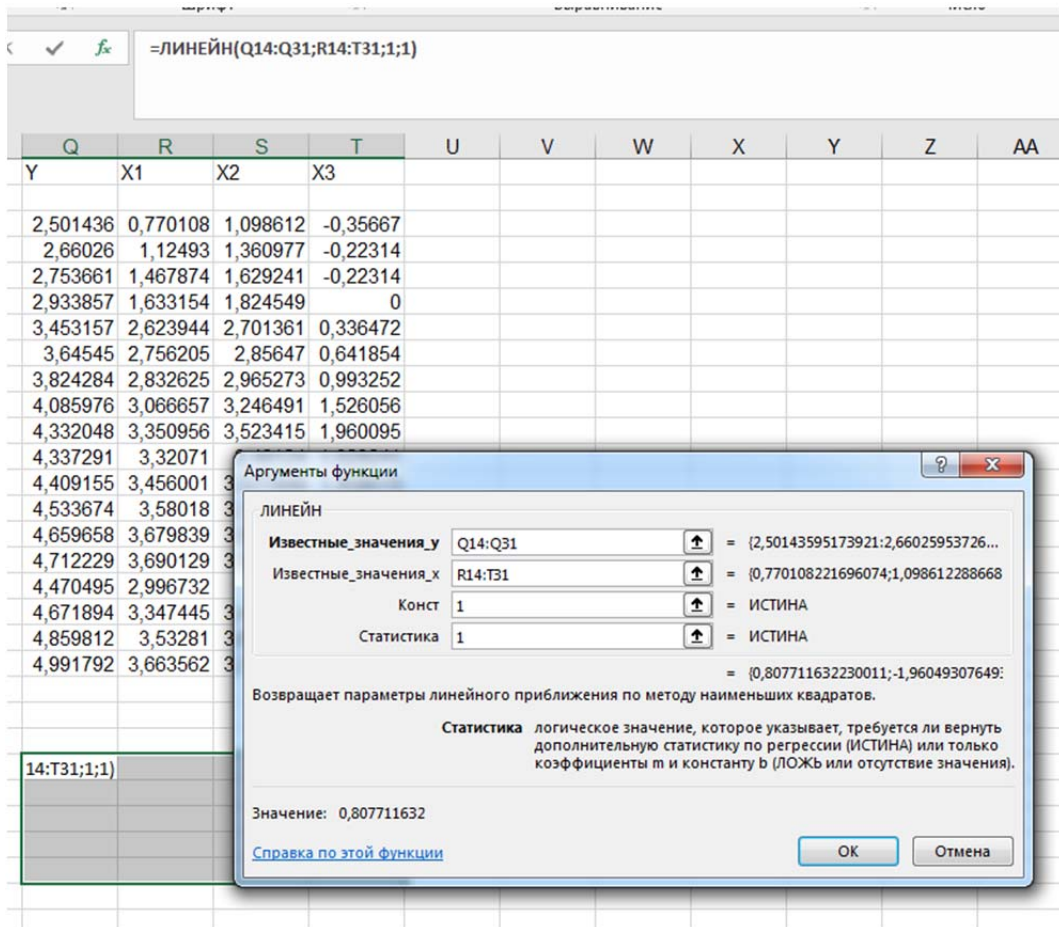 fx =ЛИНЕЙН(Q14:Q31;R14:T31;1;1)
Q R S T U V W X Y Z AA
Y X1 X2 X3
2,501436 0,770108 1,098612 -0,35667
2,66026 1,12493 1,360977 -0,22314
2,753661 1,467874 1,629241 -0,22314
2,933857 1,633154 1,824549 0
3,453157 2,623944 2,701361 0,336472
3,64545 2,756205 2,85647 0,641854
3,824284 2,832625 2,965273 0,993252
4,085976 3,066657 3,246491 1,526056
4,332048 3,350956 3,523415 1,960095
4,337291 3,32071
4,409155 3,456001 3
4,533674 3,58018 3
4,659658 3,679839 3
4,712229 3,690129 3
4,470495 2,996732
4,671894 3,347445 3
4,859812 3,53281 3
4,991792 3,663562 3
14:T31;1;1)
Аргументы функции
ЛИНЕЙН
Известные_значения_y Q14:Q31 = {2,50143595173921:2,66025953726...
Известные_значения_x R14:T31 = {0,770108221696074;1,098612288668
Конст 1 = ИСТИНА
Статистика 1 = ИСТИНА
= {0,807711632230011;-1,96049307649
Возвращает параметры линейного приближения по методу наименьших квадратов.
Статистика логическое значение, которое указывает, требуется ли вернуть
дополнительную статистику по регрессии (ИСТИНА) или только
коэффициенты m и константу b (ЛОЖЬ или отсутствие значения).
Значение: 0,807711632
Справка по этой функции
ОК Отмена